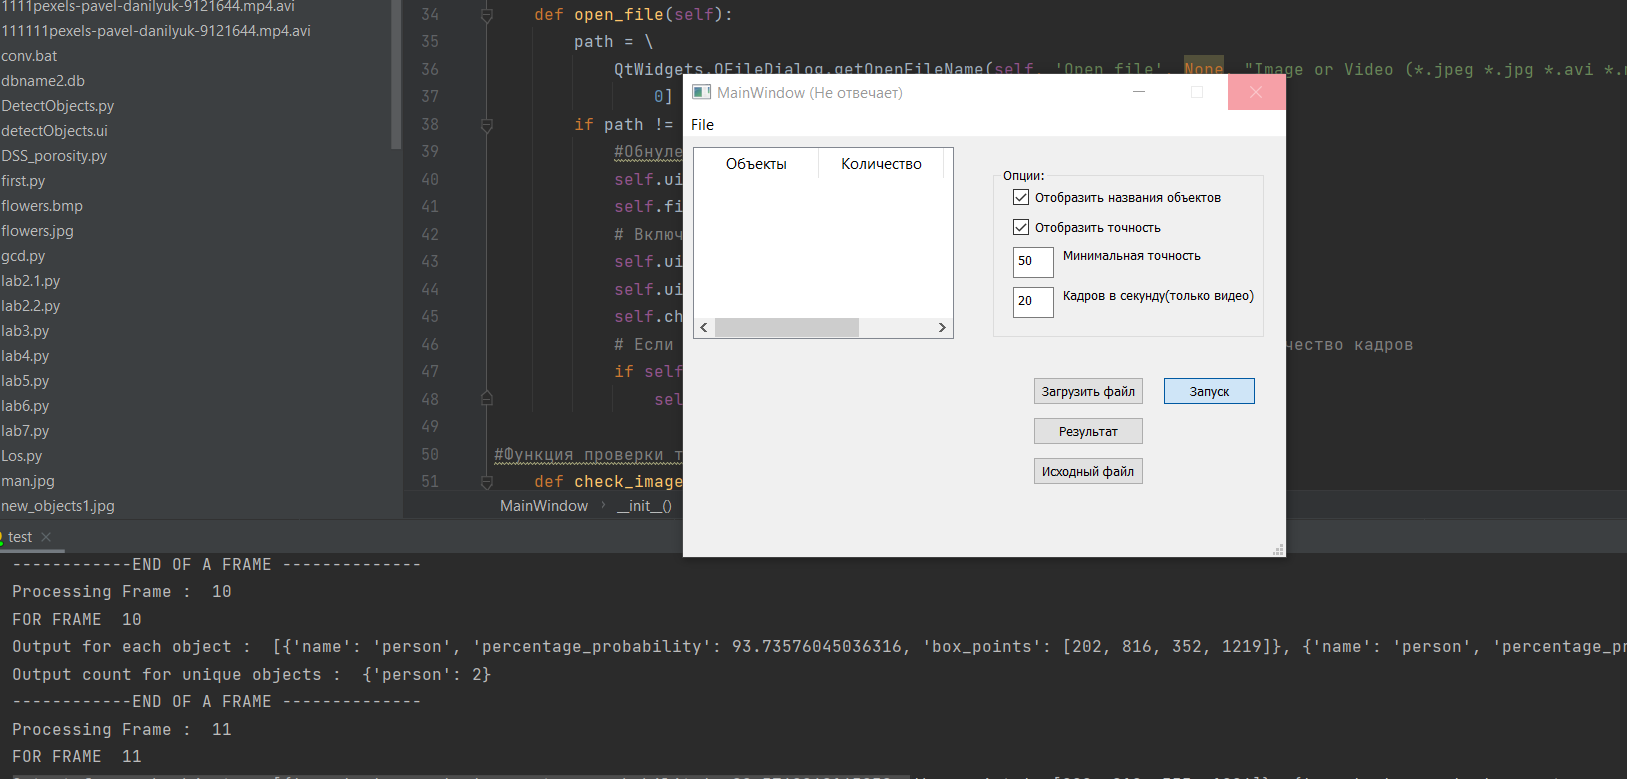 1111pexels-pavel-danilyuk-9121644.mp4.avi
111111pexels-pavel-danilyuk-9121644.mp4.avi
conv.bat
dbname2.db
DetectObjects.py
detectObjects.ui
DSS_porosity.py
first.py
flowers.bmp
flowers.jpg
gcd.py
lab2.1.py
lab2.2.py
lab3.py
lab4.py
lab5.py
lab6.py
lab7.py
Los.py
man.jpg
new_objects1.jpg
34 def open_file(self):
35 path = \
36 QtWidgets.QFileDialog.getOpenFileName(self, 'Open file', None, "Image or Video (*.jpeg *.jpg *.avi
37 0]
38 if path !=
39 #Обнуле
40 self.ui
41 self.fi
42 # Включ
43 self.ui
44 self.ui
45 self.ch
46 # Если чество кадров
47 if self
48 sel
49
50 #Функция проверки т
51 def check_image
MainWindow › __init__()
MainWindow (Не отвечает)
File
Объекты Количество
Опции:
Отобразить названия объектов
Отобразить точность
50 Минимальная точность
20 Кадров в секунду(только видео)
Загрузить файл Запуск
Результат
Исходный файл
test
------------END OF A FRAME --------------
Processing Frame :  10
FOR FRAME  10
Output for each object :  [{'name': 'person', 'percentage_probability': 93.73576045036316, 'box_points': [202, 816, 352, 1219]}, {'name': 'person', 'percentage_pr
Output count for unique objects :  {'person': 2}
------------END OF A FRAME --------------
Processing Frame :  11
FOR FRAME  11